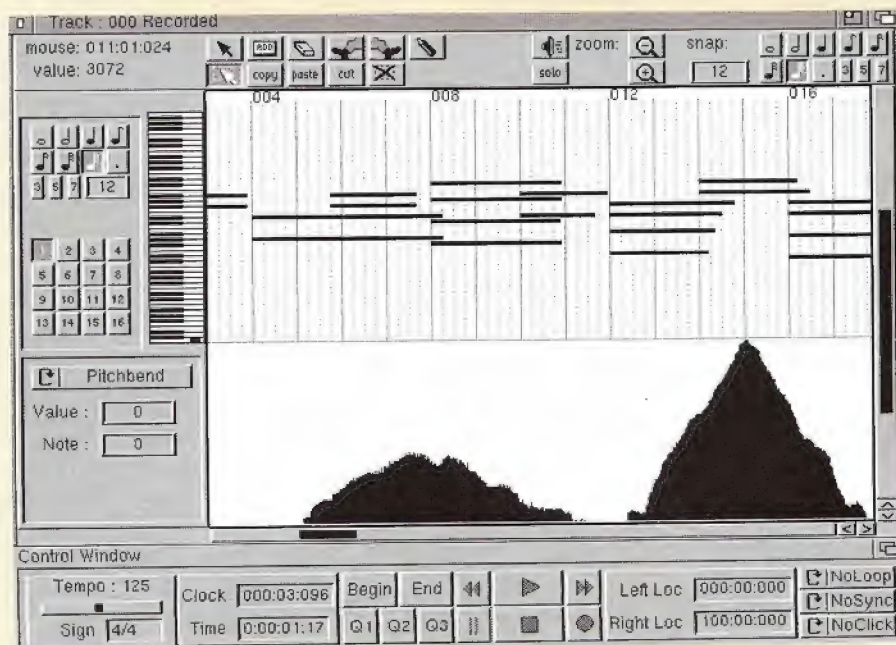 Track : 000 Recorded
mouse: 011:01:024
value: 3072
ADD
copy paste cut
solo
zoom:
snap:
12
3 5 7
004 008 012 016
3 5 7 12
1 2 3 4
5 6 7 8
9 10 11 12
13 14 15 16
Pitchbend
Value : 0
Note : 0
Control Window
Tempo : 125
Sign 4/4
Clock 000:03:096
Time 0:00:01:17
Begin End
Q1 Q2 Q3
Left Loc 000:00:000
Right Loc 100:00:000
NoLoop
NoSync
NoClick